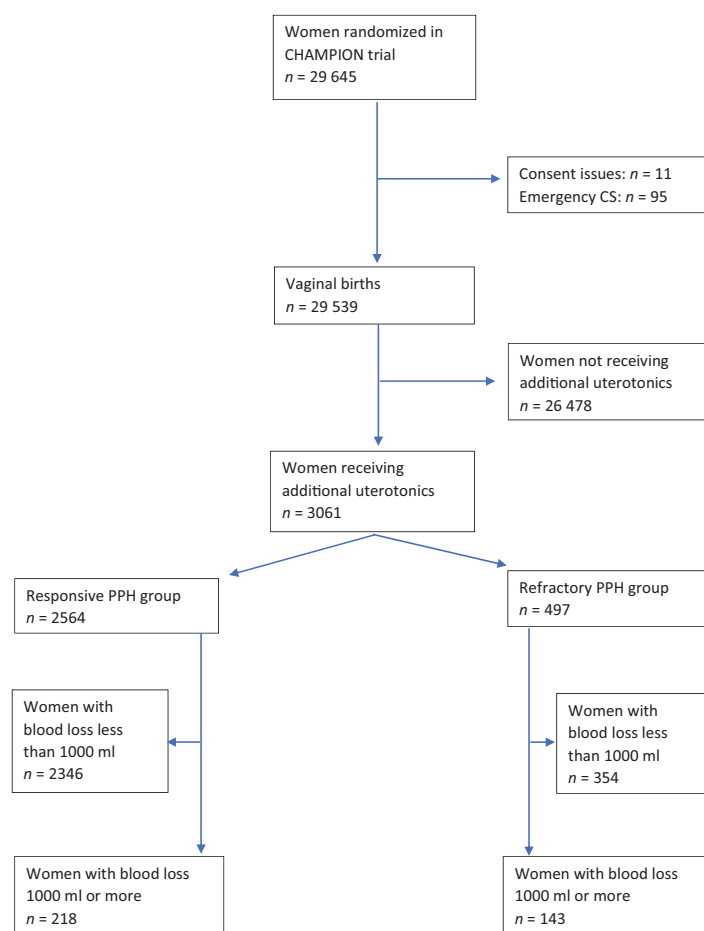 Women randomized in
CHAMPION trial
n = 29 645
Consent issues: n = 11
Emergency CS: n = 95
Vaginal births
n = 29 539
Women not receiving
additional uterotonics
n = 26 478
Women receiving
additional uterotonics
n = 3061
Responsive PPH group
n = 2564
Refractory PPH group
n = 497
Women with
blood loss less
than 1000 ml
n = 2346
Women with
blood loss less
than 1000 ml
n = 354
Women with blood loss
1000 ml or more
n = 218
Women with blood loss
1000 ml or more
n = 143